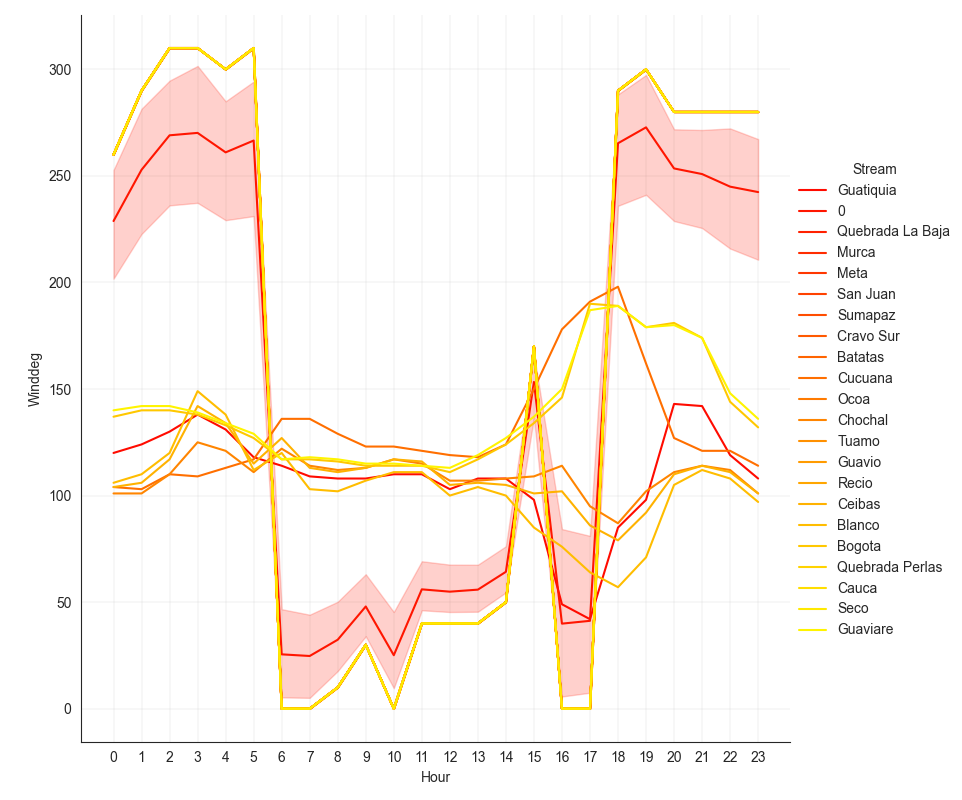 300
250
200
150
100
50
0
Winddeg
0 1 2 3 4 5 6 7 8 9 10 11 12 13 14 15 16 17 18 19 20 21 22 23
Hour
Stream
Guatiquia
0
Quebrada La Baja
Murca
Meta
San Juan
Sumapaz
Cravo Sur
Batatas
Cucuana
Ocoa
Chochal
Tuamo
Guavio
Recio
Ceibas
Blanco
Bogota
Quebrada Perlas
Cauca
Seco
Guaviare